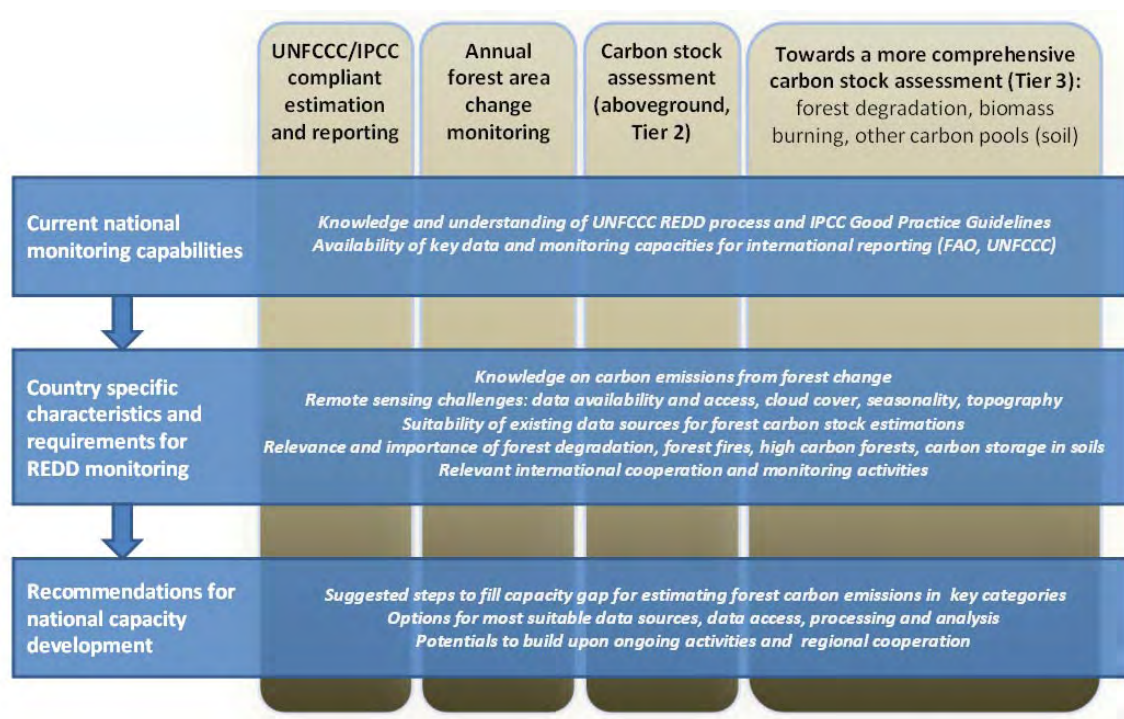 UNFCCC/IPCC
compliant
estimation
and reporting
Annual
forest area
change
monitoring
Carbon stock
assessment
(aboveground,
Tier 2)
Towards a more comprehensive
carbon stock assessment (Tier 3):
forest degradation, biomass
burning, other carbon pools (soil)
Current national
monitoring capabilities
Knowledge and understanding of UNFCCC REDD process and IPCC Good Practice Guidelines
Availability of key data and monitoring capacities for international reporting (FAO, UNFCCC)
Country specific
characteristics and
requirements for
REDD monitoring
Knowledge on carbon emissions from forest change
Remote sensing challenges: data availability and access, cloud cover, seasonality, topography
Suitability of existing data sources for forest carbon stock estimations
Relevance and importance of forest degradation, forest fires, high carbon forests, carbon storage in soils
Relevant international cooperation and monitoring activities
Recommendations for
national capacity
development
Suggested steps to fill capacity gap for estimating forest carbon emissions in key categories
Options for most suitable data sources, data access, processing and analysis
Potentials to build upon ongoing activities and regional cooperation